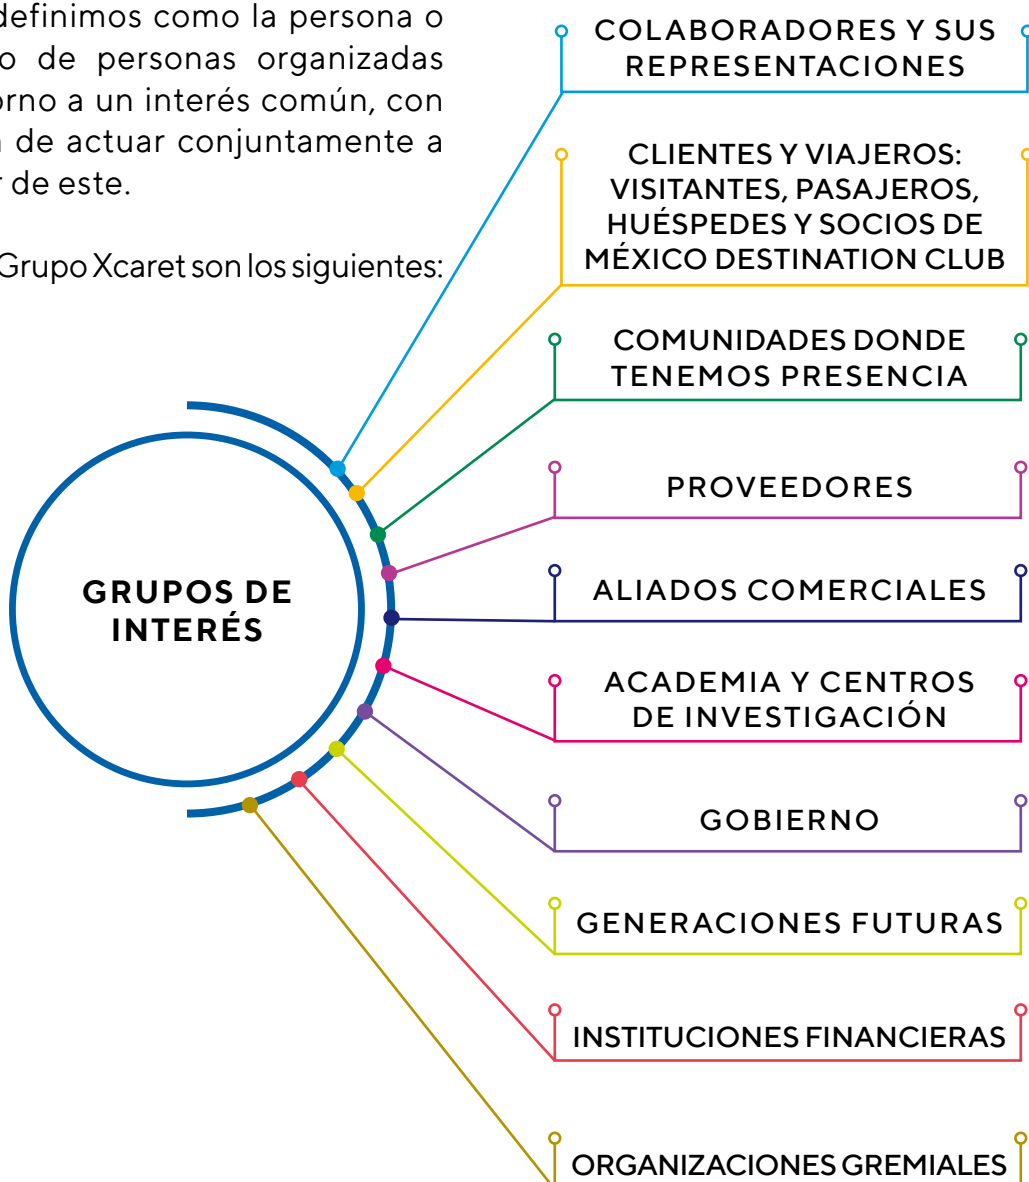 definimos como la persona o
de personas organizadas
un interés común, con
de actuar conjuntamente a
de este.
Grupo Xcaret son los siguientes:
GRUPOS DE
INTERÉS
COLABORADORES Y SUS
REPRESENTACIONES
CLIENTES Y VIAJEROS:
VISITANTES, PASAJEROS,
HUÉSPEDES Y SOCIOS DE
MÉXICO DESTINATION CLUB
COMUNIDADES DONDE
TENEMOS PRESENCIA
PROVEEDORES
ALIADOS COMERCIALES
ACADEMIA Y CENTROS
DE INVESTIGACIÓN
GOBIERNO
GENERACIONES FUTURAS
INSTITUCIONES FINANCIERAS
ORGANIZACIONES GREMIALES